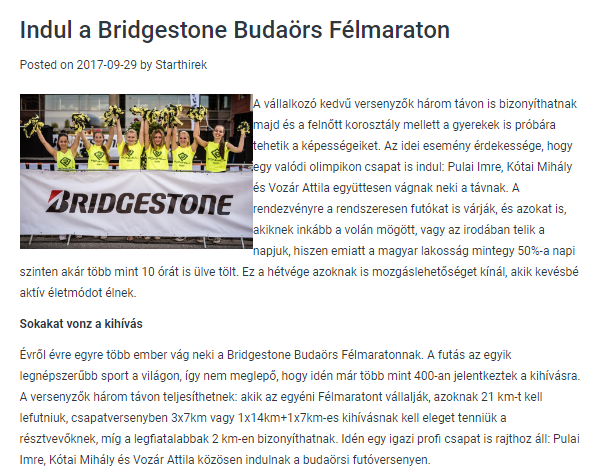 Indul a Bridgestone Budaörs Félmaraton
Posted on 2017-09-29 by Starthirek
BRIDGESTONE
A vállalkozó kedvű versenyzők három távon is bizonyíthatnak
majd és a felnőtt korosztály mellett a gyerekek is próbára
tehetik a képességeiket. Az idei esemény érdekessége, hogy
egy valódi olimpikon csapat is indul: Pulai Imre, Kótai Mihály
és Vozár Attila együttesen vágnak neki a távnak. A
rendezvényre a rendszeresen futókat is várják, és azokat is,
akiknek inkább a volán mögött, vagy az irodában telik a
napjuk, hiszen emiatt a magyar lakosság mintegy 50%-a napi
szinten akár több mint 10 órát is ülve tölt. Ez a hétvége azoknak is mozgáslehetőséget kínál, akik kevésbé
aktív életmódot élnek.
Sokakat vonz a kihívás
Évről évre egyre több ember vág neki a Bridgestone Budaörs Félmaratonnak. A futás az egyik
legnépszerűbb sport a világon, így nem meglepő, hogy idén már több mint 400-an jelentkeztek a kihívásra.
A versenyzők három távon teljesíthetnek: akik az egyéni Félmaratont vállalják, azoknak 21 km-t kell
lefutniuk, csapatversenyben 3x7km vagy 1x14km+1x7km-es kihívásnak kell eleget tenniük a
résztvevőknek, míg a legfiatalabbak 2 km-en bizonyíthatnak. Idén egy igazi profi csapat is rajthoz áll: Pulai
Imre, Kótai Mihály és Vozár Attila közösen indulnak a budaörsi futóversenyen.